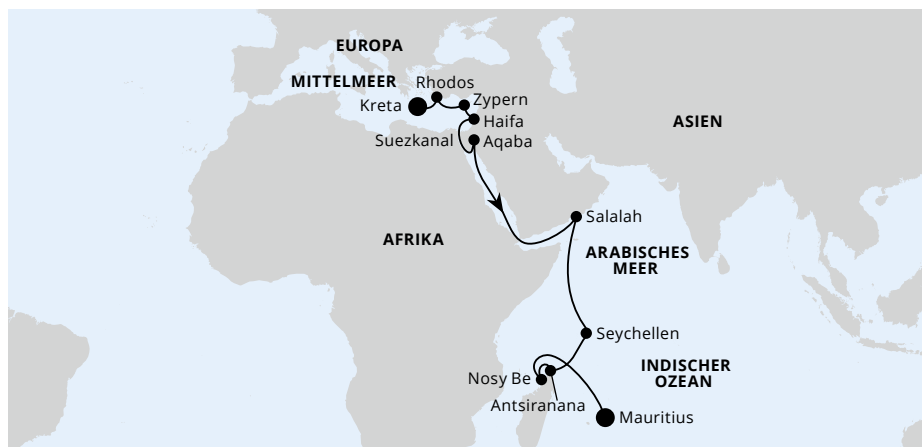 EUROPA
MITTELMEER
Rhodos
Kreta
Zypern
Haifa
Suezkanal
Aqaba
ASIEN
Salalah
AFRIKA
ARABISCHES
MEER
Seychellen
INDISCHER
OZEAN
Nosy Be
Antsiranana
Mauritius